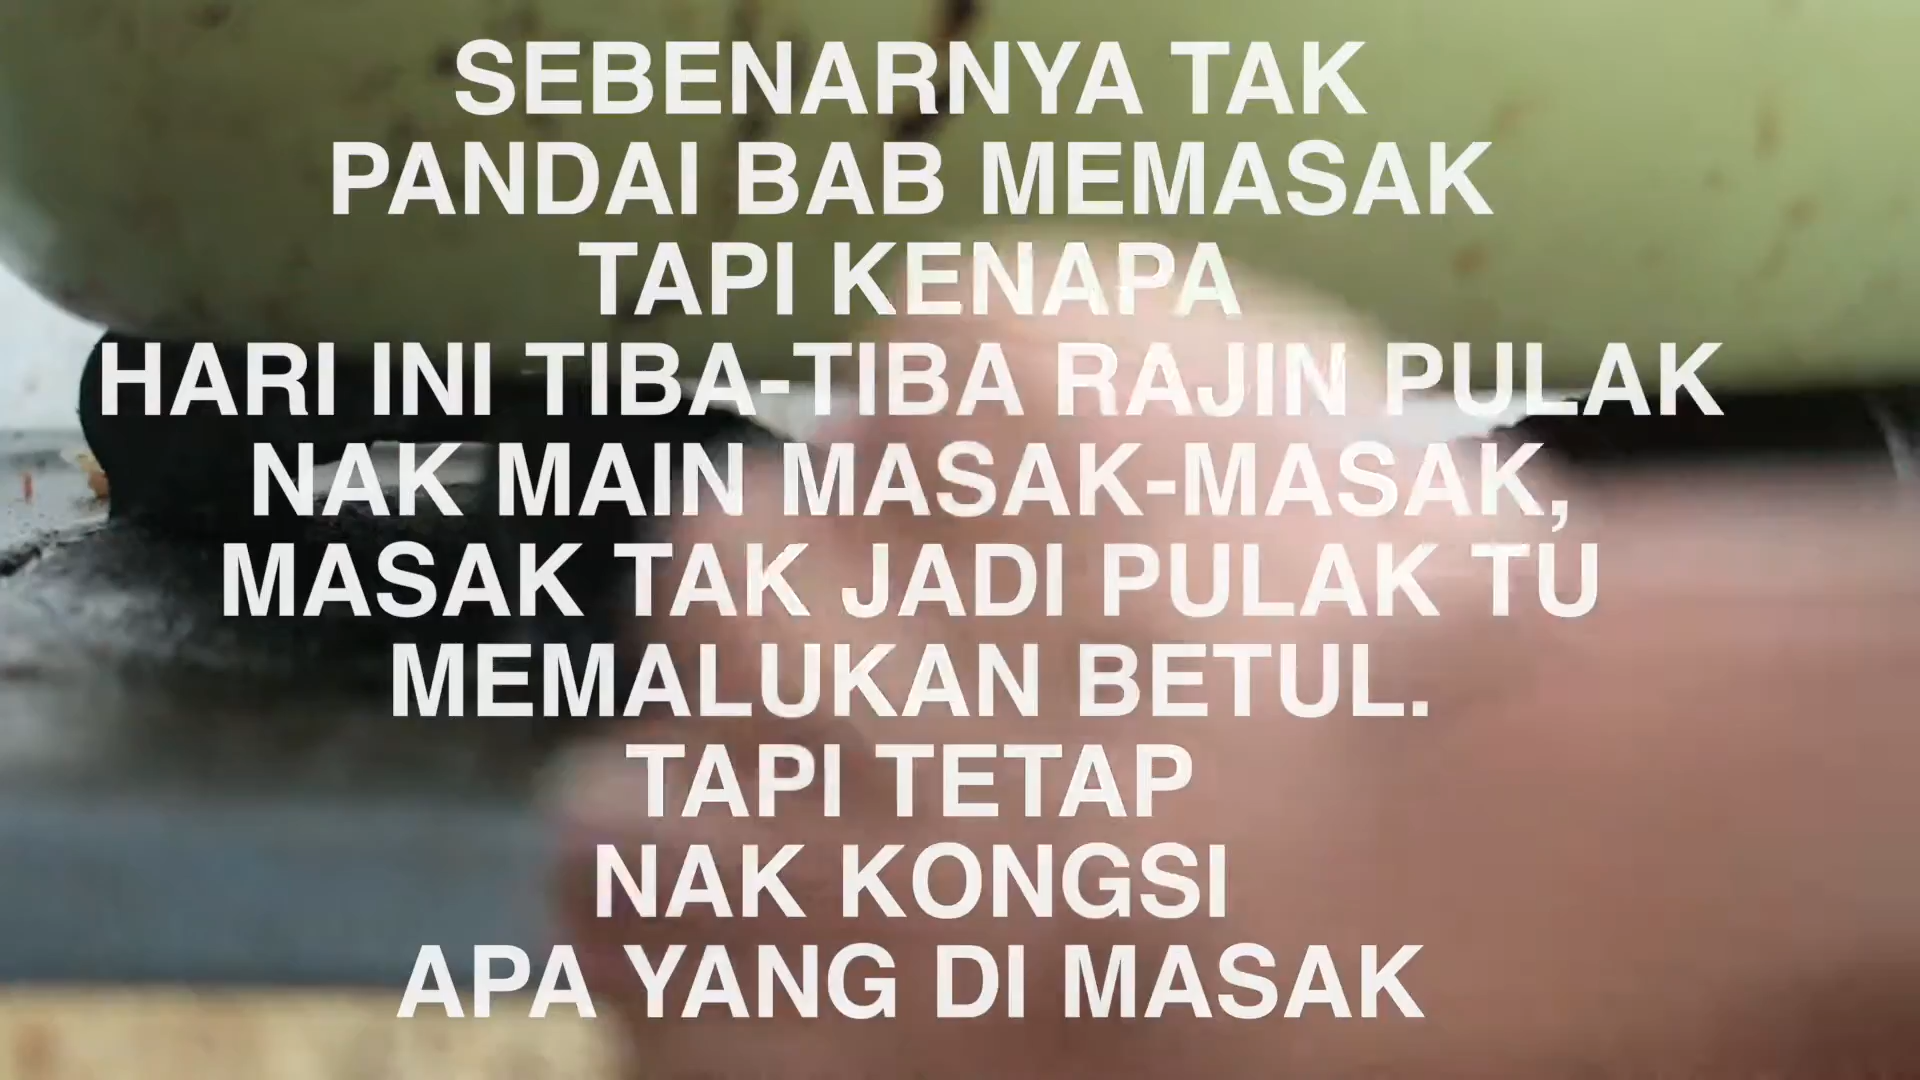 SEBENARNYA TAK
PANDAI BAB MEMASAK
TAPI KENAPA
HARI INI TIBA-TIBA RAJIN PULAK
NAK MAIN MASAK-MASAK,
MASAK TAK JADI PULAK TU
MEMALUKAN BETUL.
TAPI TETAP
NAK KONGSI
APA YANG DI MASAK